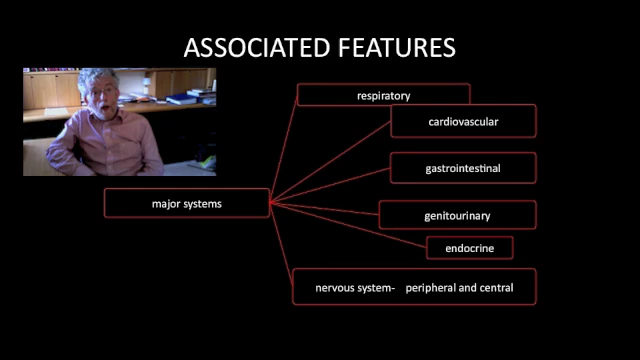 ASSOCIATED FEATURES
respiratory
cardiovascular
gastrointestinal
major systems
genitourinary
endocrine
nervous system- peripheral and central